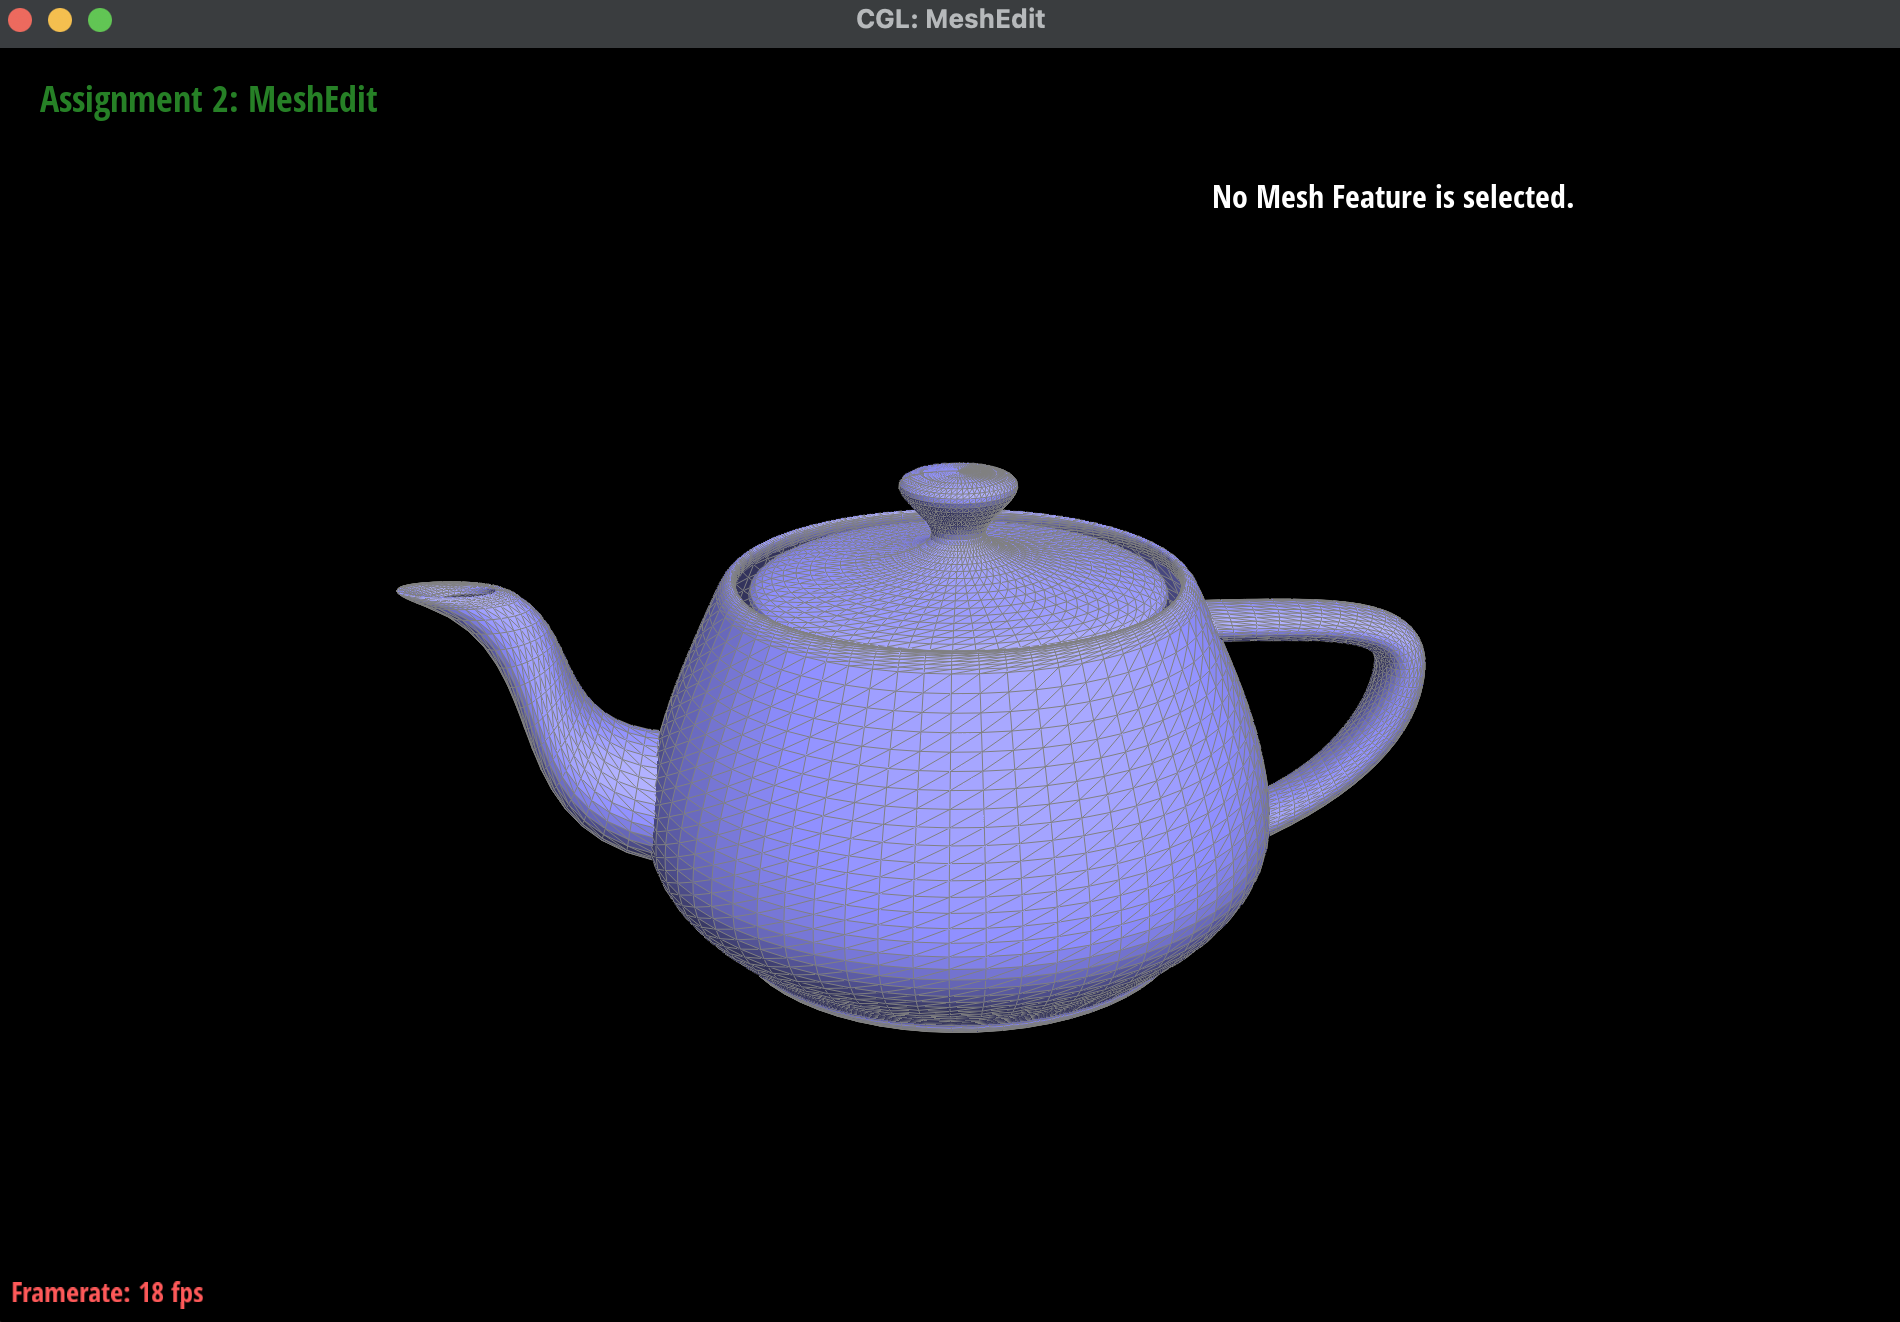 CGL: MeshEdit
Assignment 2: MeshEdit
No Mesh Feature is selected.
Framerate: 18 fps